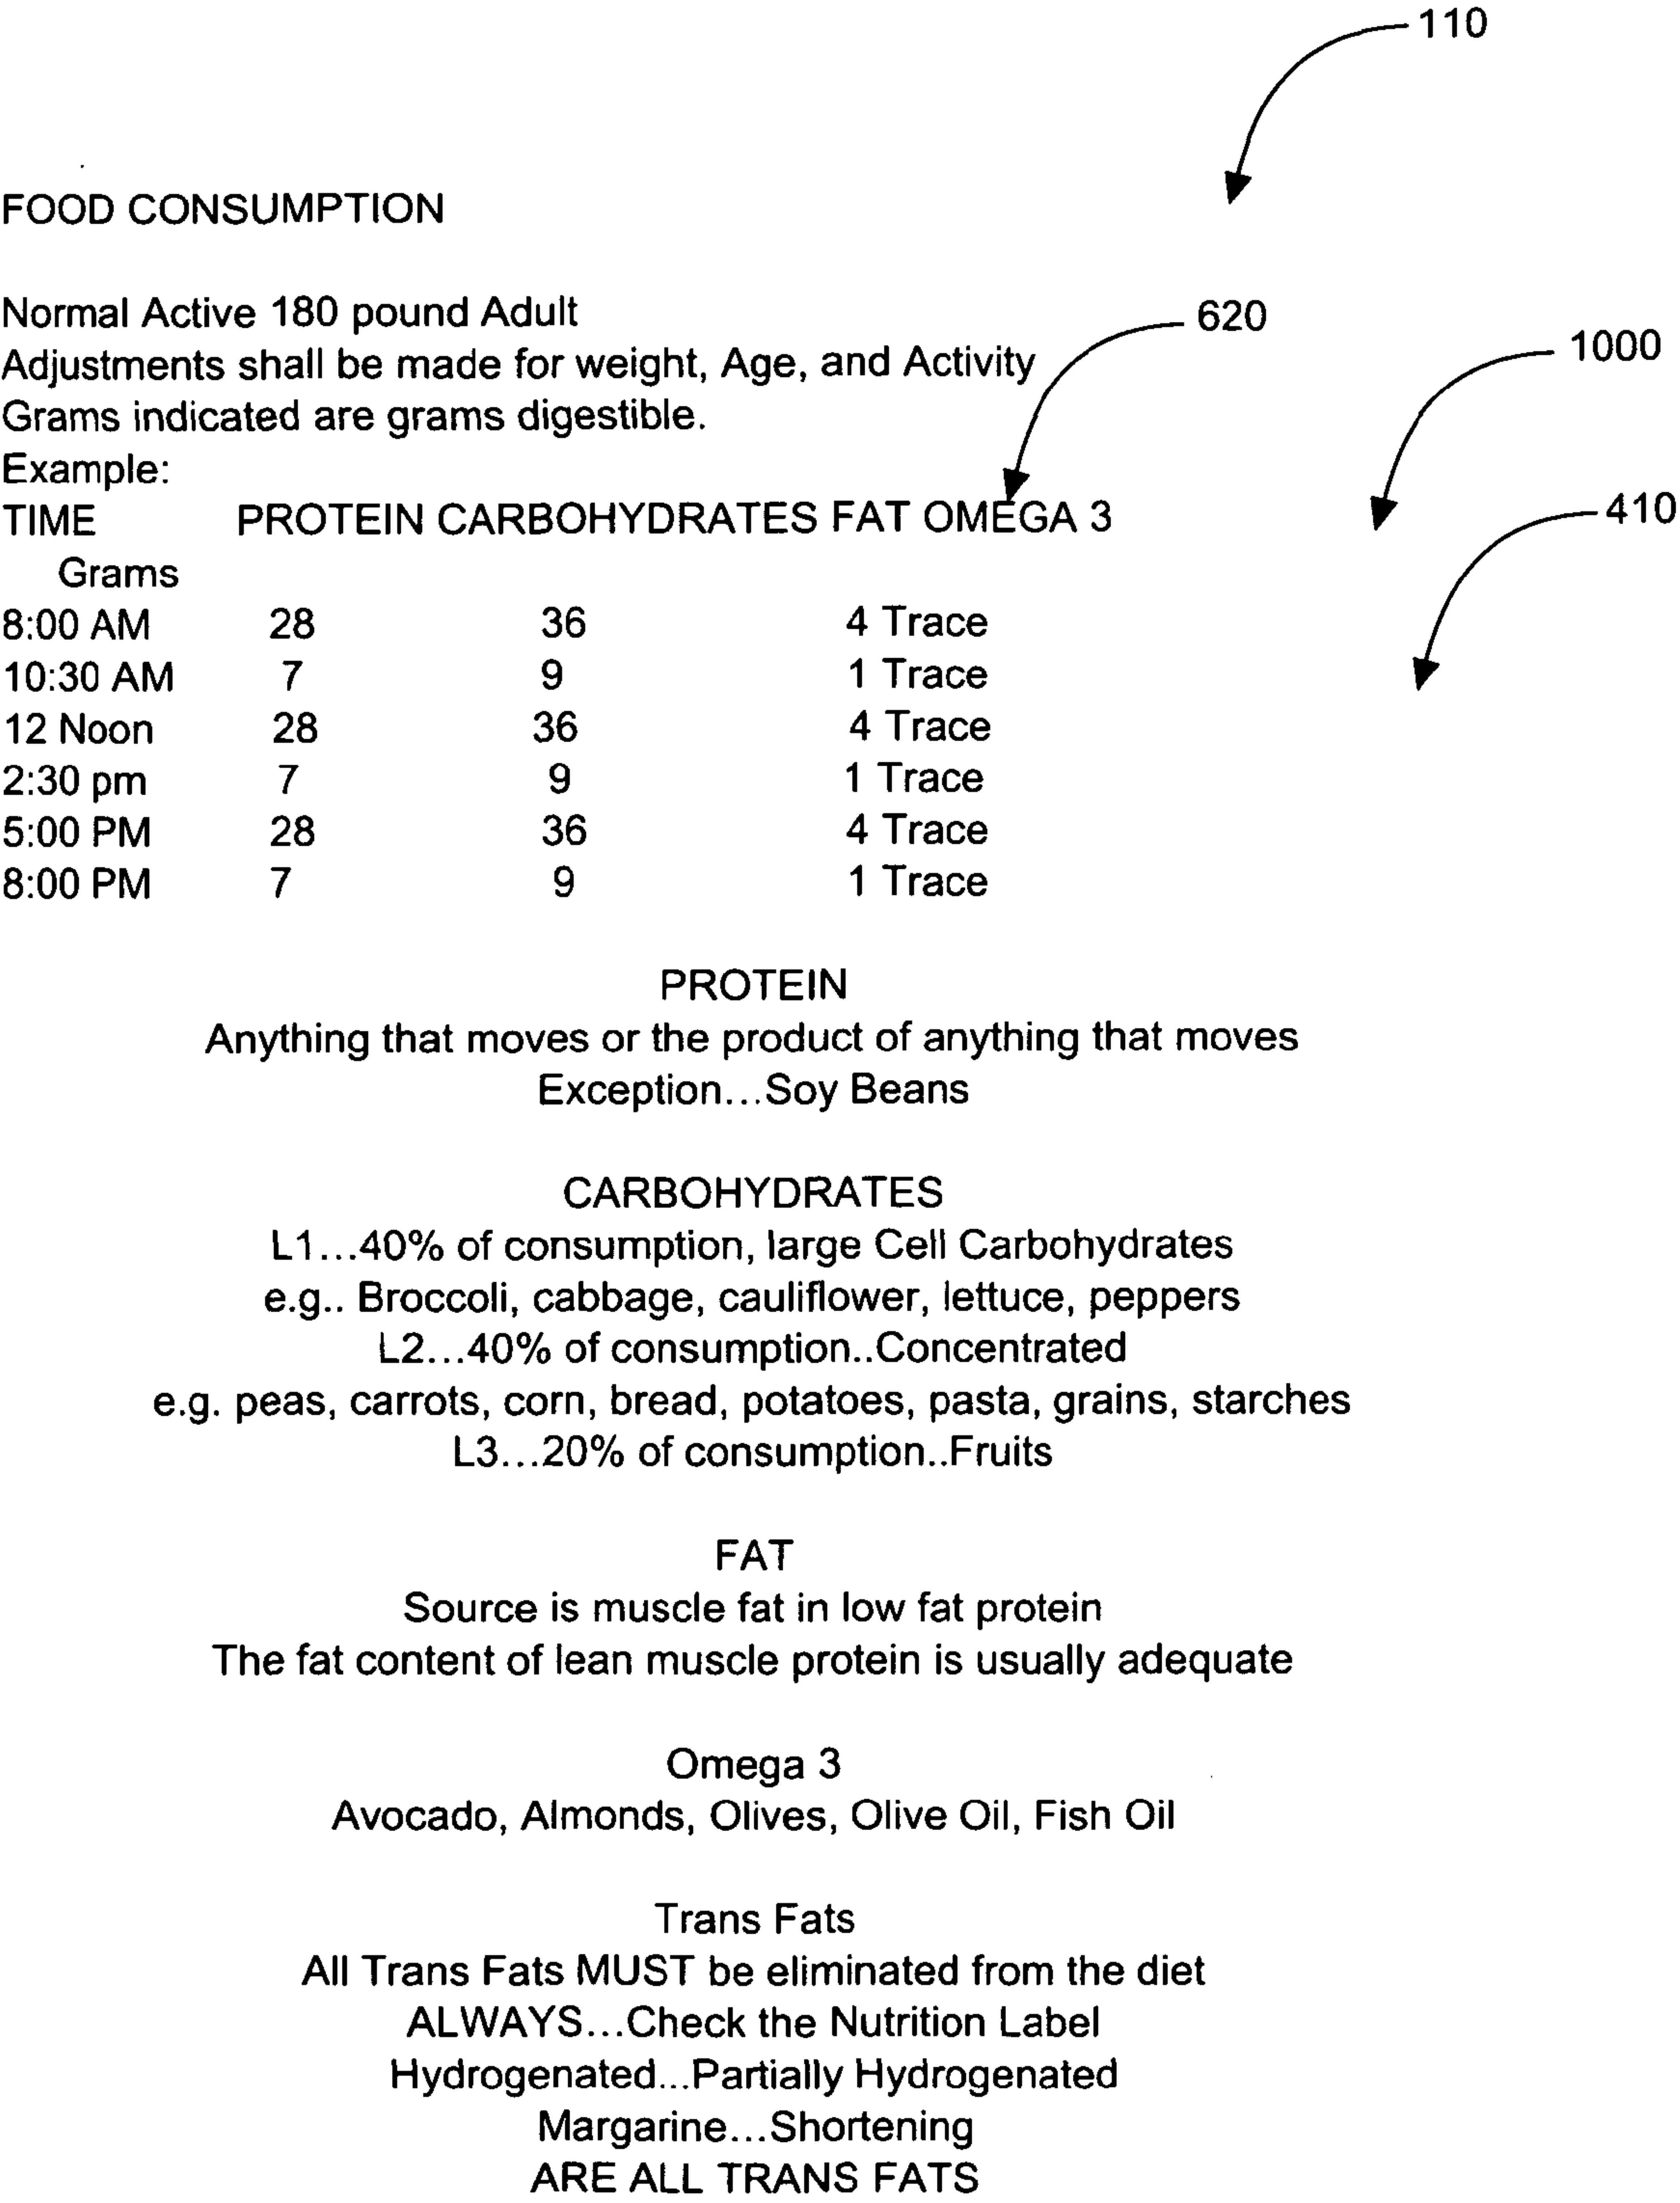 110
FOOD CONSUMPTION
Normal Active 180 pound Adult
620
Adjustments shall be made for weight, Age, and Activity
1000
Grams indicated are grams digestible.
Example:
TIME PROTEIN CARBOHYDRATES FAT OMEGA 3
410
Grams
8:00 AM 28 36 4 Trace
10:30 AM 7 9 1 Trace
12 Noon 28 36 4 Trace
2:30 pm 7 9 1 Trace
5:00 PM 28 36 4 Trace
8:00 PM 7 9 1 Trace
PROTEIN
Anything that moves or the product of anything that moves
Exception...Soy Beans
CARBOHYDRATES
L1...40% of consumption, large Cell Carbohydrates
e.g.. Broccoli, cabbage, cauliflower, lettuce, peppers
L2...40% of consumption..Concentrated
e.g. peas, carrots, corn, bread, potatoes, pasta, grains, starches
L3...20% of consumption..Fruits
FAT
Source is muscle fat in low fat protein
The fat content of lean muscle protein is usually adequate
Omega 3
Avocado, Almonds, Olives, Olive Oil, Fish Oil
Trans Fats
All Trans Fats MUST be eliminated from the diet
ALWAYS...Check the Nutrition Label
Hydrogenated...Partially Hydrogenated
Margarine...Shortening
ARE ALL TRANS FATS